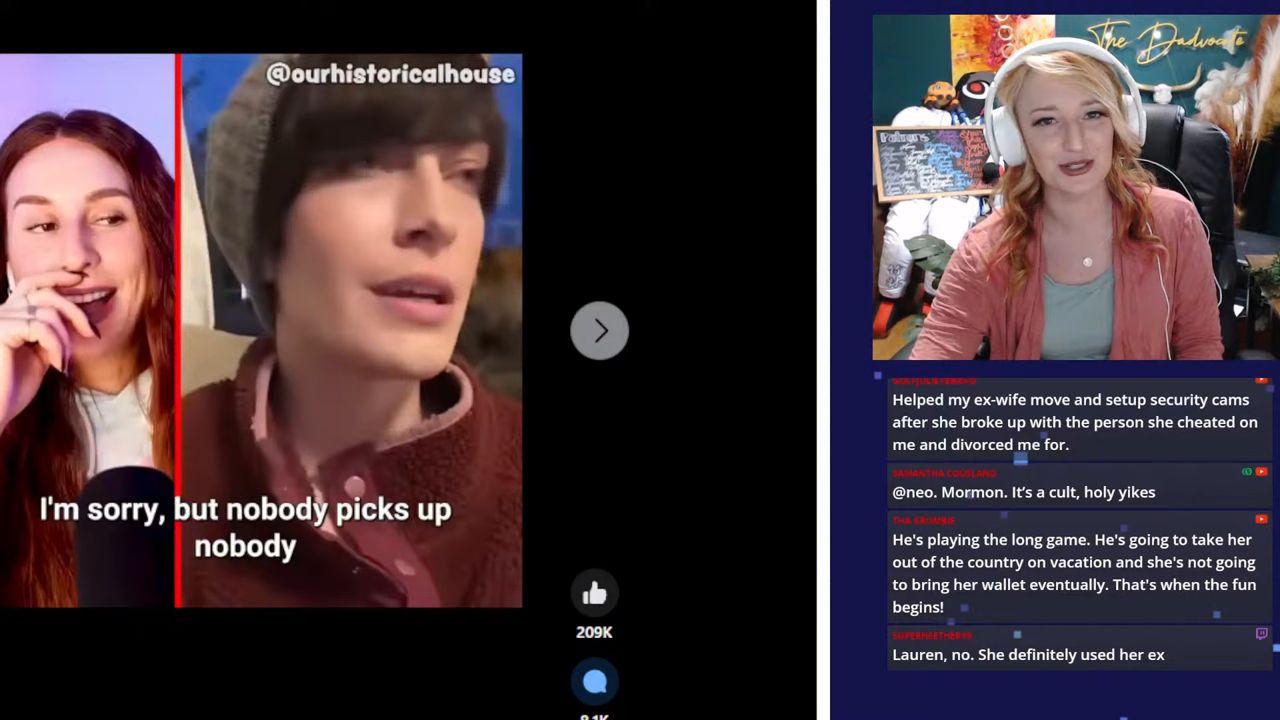 @ourhistoricalhouse
I'm sorry, but nobody picks up
nobody
209K
The Dadvocate
Helped my ex-wife move and setup security cams
after she broke up with the person she cheated on
me and divorced me for.
SAMANTHA COUSLAND
@neo. Mormon. It's a cult, holy yikes
THA BRUMBIE
He's playing the long game. He's going to take her
out of the country on vacation and she's not going
to bring her wallet eventually. That's when the fun
begins!
Lauren, no. She definitely used her ex